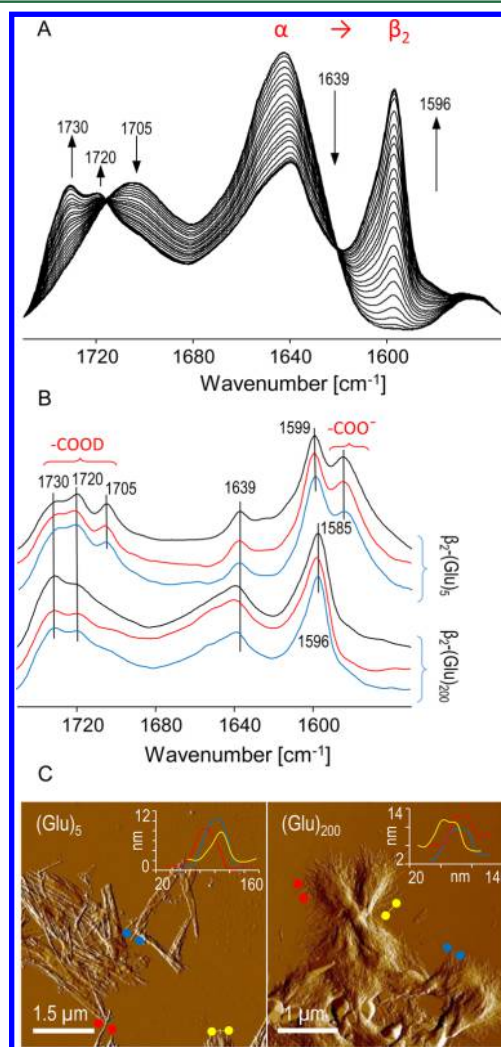 A
α → β₂
1730
1720
1705
1639
1596
1720 1680 1640 1600
Wavenumber [cm⁻¹]
B
-COOD
-COO⁻
1730 1720 1705
1639
1599
1585
1596
β₂-(Glu)₅
β₂-(Glu)₂₀₀
1720 1680 1640 1600
Wavenumber [cm⁻¹]
C
(Glu)₅
12
nm
0
20 160
1.5 µm
(Glu)₂₀₀
14
nm
2
20 nm 14
1 µm